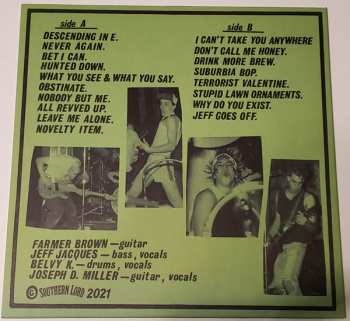 side A
DESCENDING IN E.
NEVER AGAIN.
BET I CAN.
HUNTED DOWN.
WHAT YOU SEE & WHAT YOU SAY.
OBSTINATE.
NOBODY BUT ME.
ALL REVVED UP.
LEAVE ME ALONE.
NOVELTY ITEM.
side B
I CAN'T TAKE YOU ANYWHERE
DON'T CALL ME HONEY.
DRINK MORE BREW.
SUBURBIA BOP.
TERRORIST VALENTINE.
STUPID LAWN ORNAMENTS.
WHY DO YOU EXIST.
JEFF GOES OFF.
FARMER BROWN—guitar
JEFF JACQUES—bass, vocals
BELVY K.—drums, vocals
JOSEPH D. MILLER—guitar, vocals
© SOUTHERN LORD 2021